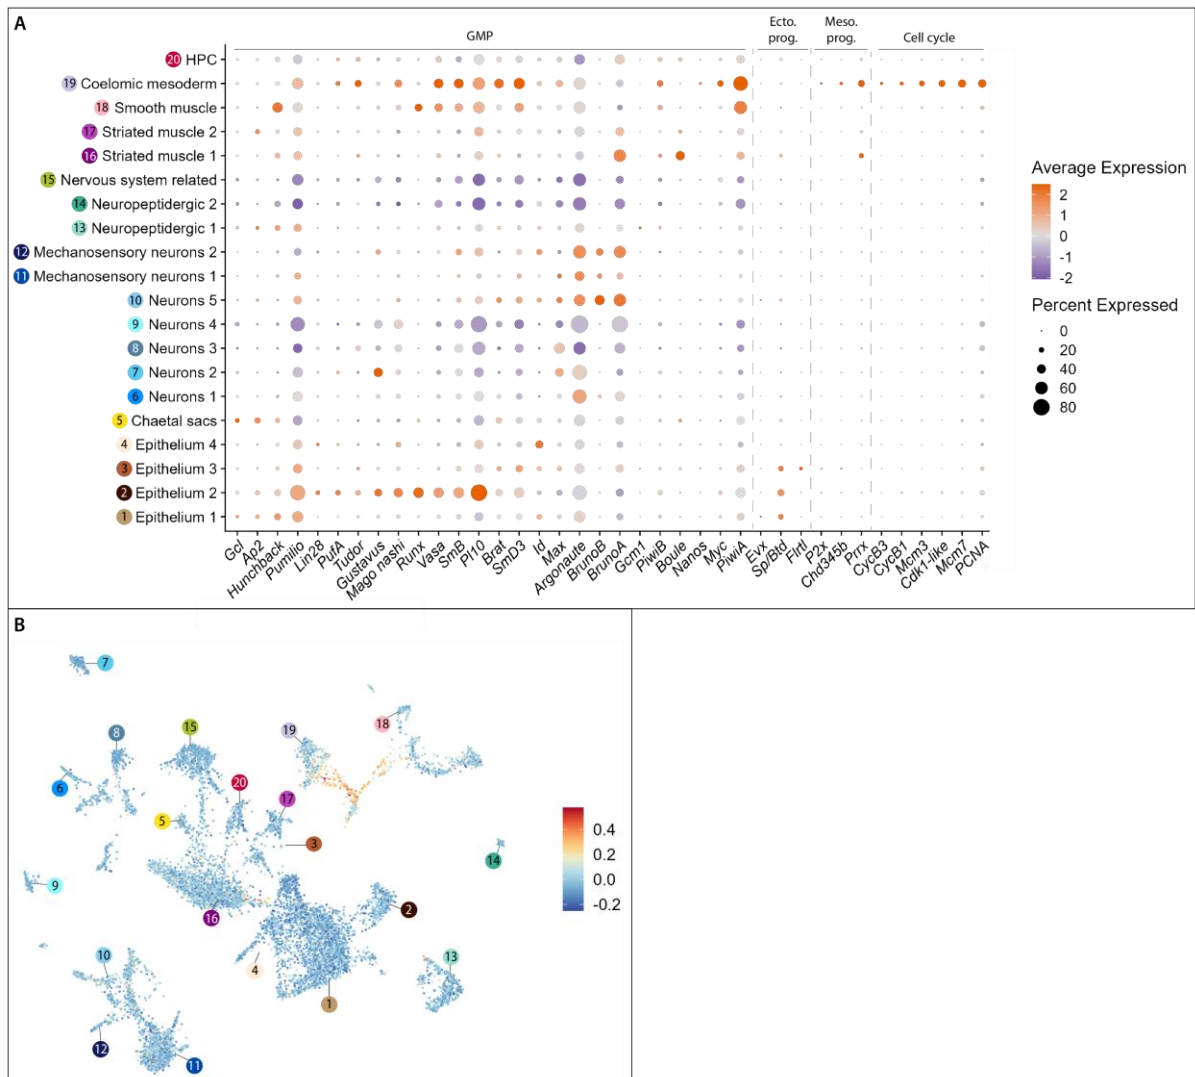 A
GMP
Ecto.
prog.
Meso.
prog.
Cell cycle
20 HPC
19 Coelomic mesoderm
18 Smooth muscle
17 Striated muscle 2
16 Striated muscle 1
15 Nervous system related
14 Neuropeptidergic 2
13 Neuropeptidergic 1
12 Mechanosensory neurons 2
11 Mechanosensory neurons 1
10 Neurons 5
9 Neurons 4
8 Neurons 3
7 Neurons 2
6 Neurons 1
5 Chaetal sacs
4 Epithelium 4
3 Epithelium 3
2 Epithelium 2
1 Epithelium 1
Average Expression
2
1
0
-1
-2
Percent Expressed
0
20
40
60
80
Gcl
Ap2
Hunchback
Pumilio
Lin28
PufA
Tudor
Gustavus
Mago nashi
Runx
Vasa
SmB
Pl10
Brat
SmD3
Id
Max
Argonaute
BrunoB
BrunoA
Gcm1
PiwiB
Boule
Nanos
Myc
PiwiA
Evx
Sp/Btd
Flrtl
P2x
Chd345b
Prrx
CycB3
CycB1
Mcm3
Cdk1-like
Mcm7
PCNA
B
7
8
15
19
18
6
20
17
5
3
14
9
16
2
4
10
13
1
12
11
0.4
0.2
0.0
-0.2